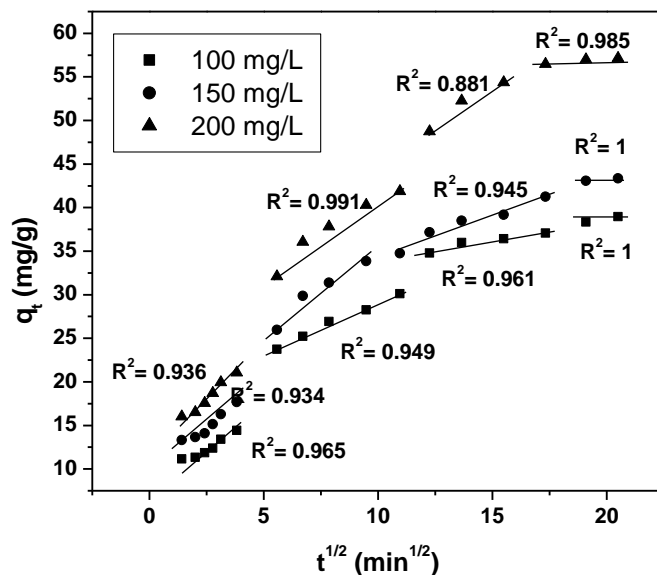 100 mg/L
150 mg/L
200 mg/L
R²= 0.985
R²= 0.881
R²= 1
R²= 0.991
R²= 0.945
R²= 1
R²= 0.961
R²= 0.949
R²= 0.936
R²= 0.934
R²= 0.965
60
55
50
45
40
35
30
25
20
15
10
0
5
10
15
20
qt (mg/g)
t^1/2 (min^1/2)